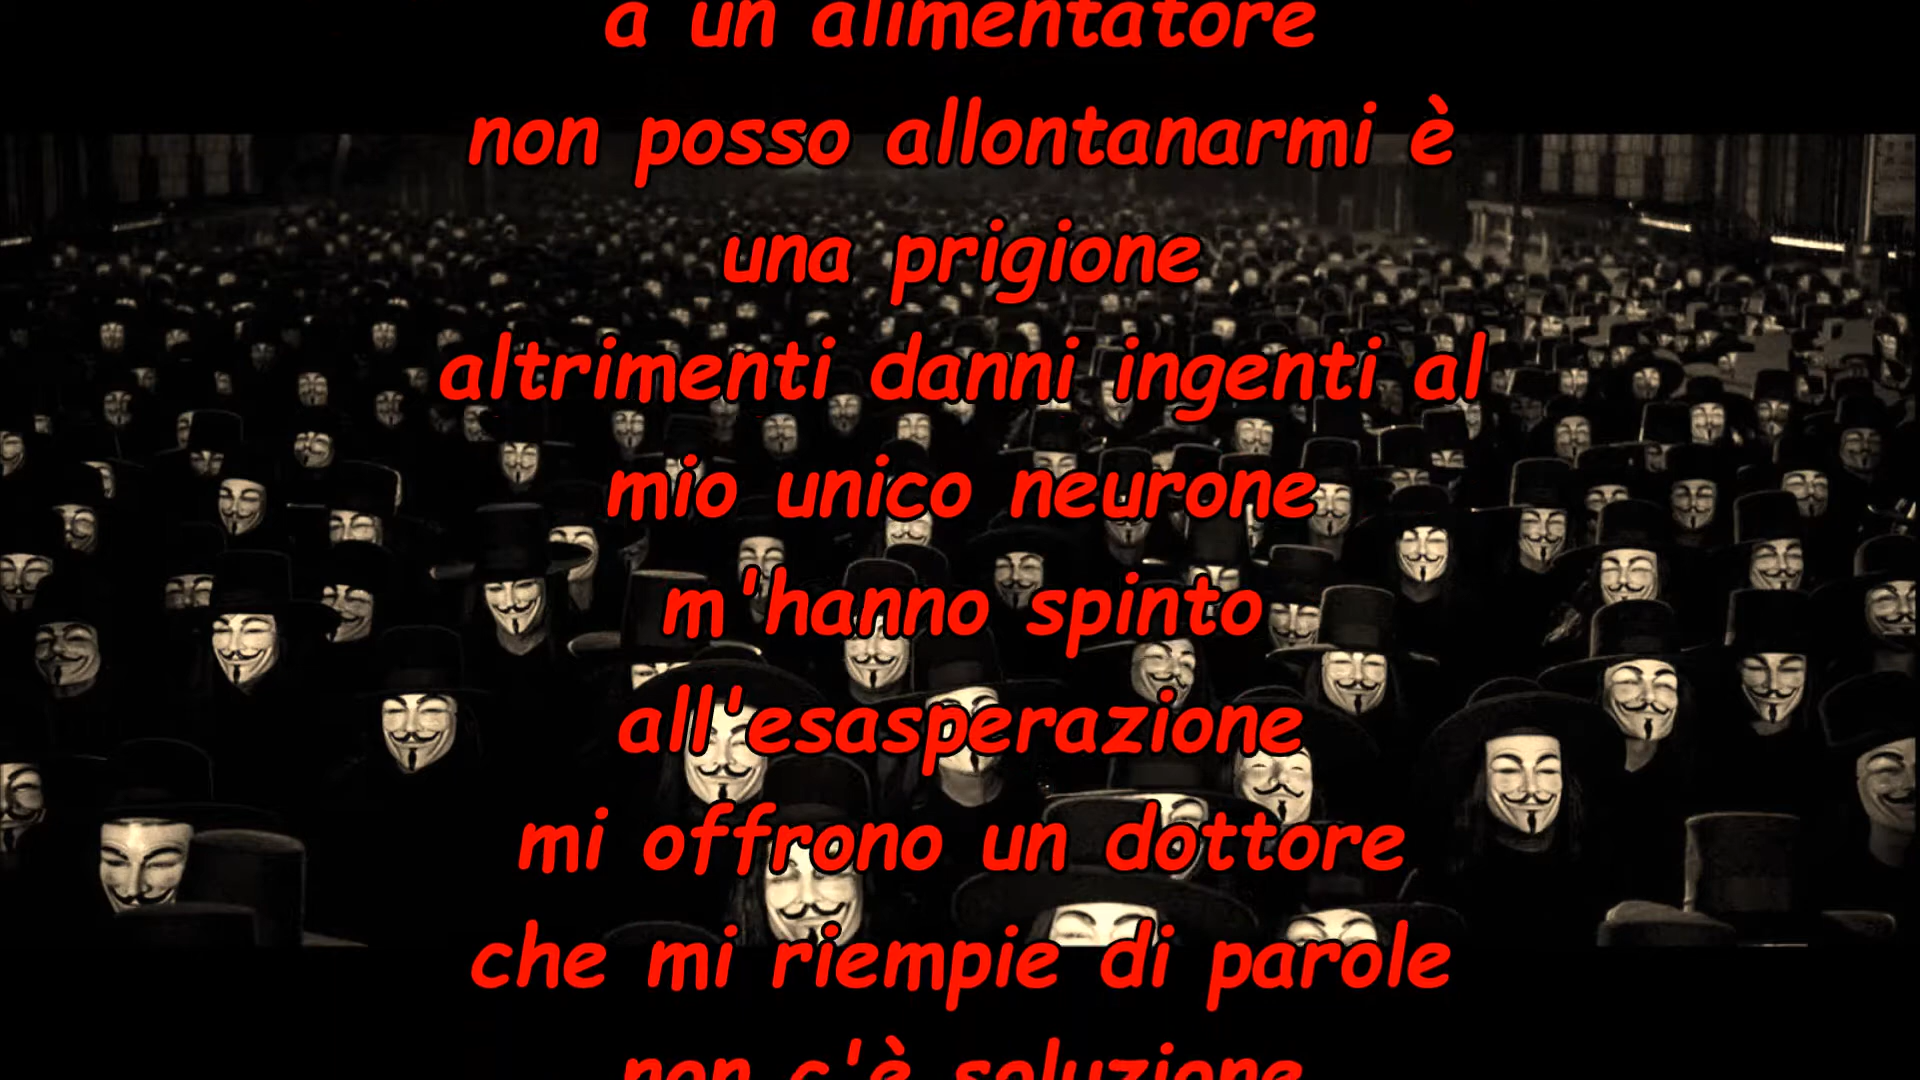 a un alimentatore
non posso allontanarmi è
una prigione
altrimenti danni ingenti al
mio unico neurone
m'hanno spinto
all'esasperazione
mi offrono un dottore
che mi riempie di parole
non c'è soluzione